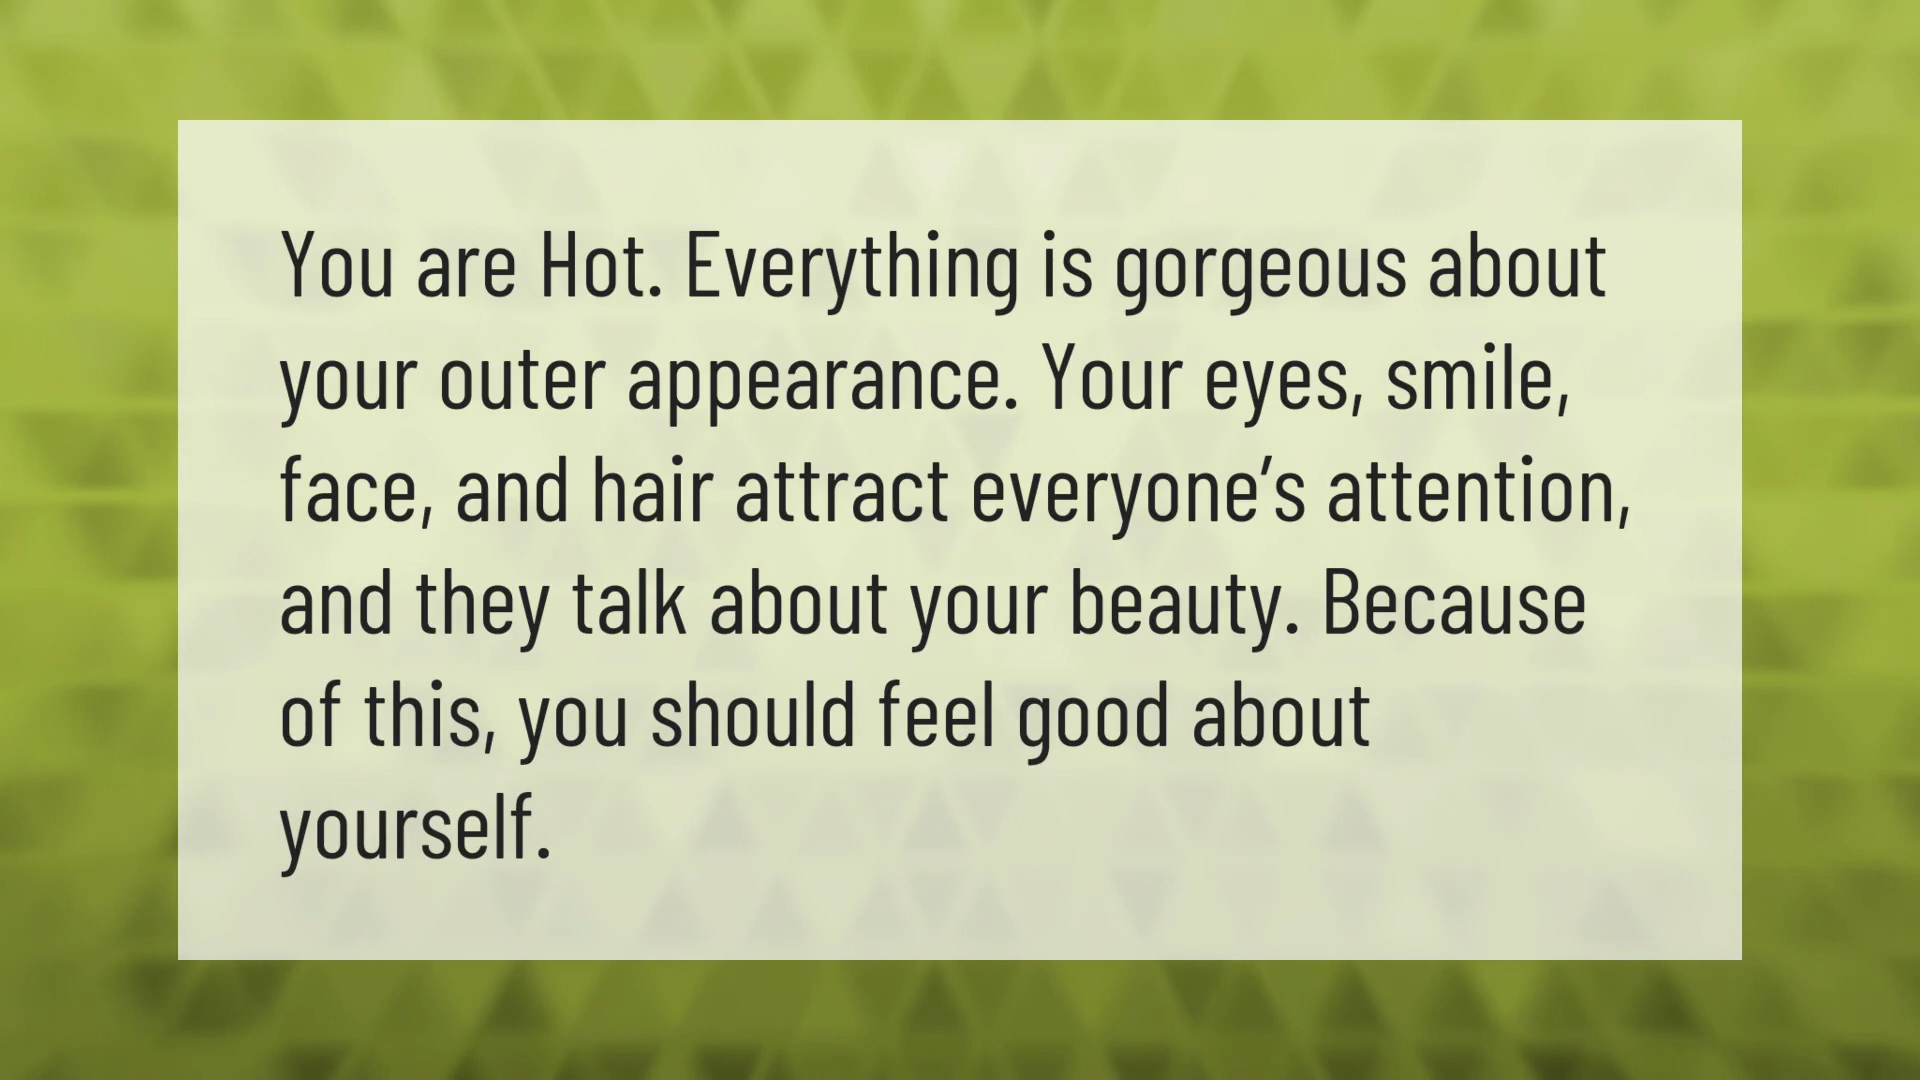 You are Hot. Everything is gorgeous about
your outer appearance. Your eyes, smile,
face, and hair attract everyone’s attention,
and they talk about your beauty. Because
of this, you should feel good about
yourself.